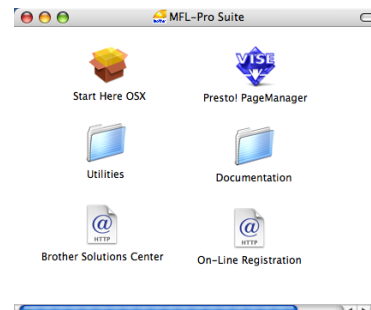 MFL-Pro Suite
VISE
Start Here OSX
Presto! PageManager
Utilities
Documentation
@
HTTP
@
HTTP
Brother Solutions Center
On-Line Registration